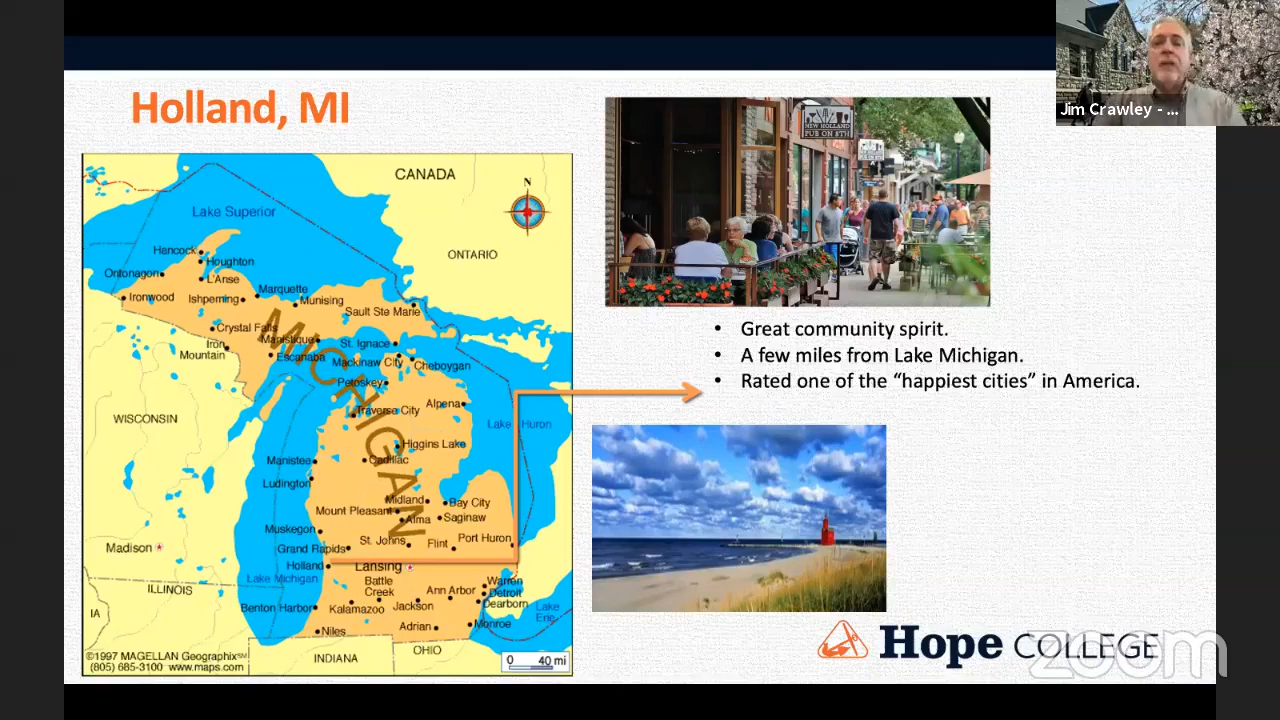 Jim Crawley - ...
Holland, MI
NEW HOLLAND
PUB ON 8TH
PUB ON 8TH
• Great community spirit.
• A few miles from Lake Michigan.
• Rated one of the “happiest cities” in America.
CANADA
N
Lake Superior
ONTARIO
Hancock
Houghton
Ontonagon
L'Anse
Marquette
Ironwood
Ishpeming
Munising
Sault Ste Marie
Crystal Falls
Manistique
St. Ignace
Iron
Mountain
Escanaba
Mackinaw City
Cheboygan
Petoskey
MICHIGAN
Alpena
Traverse City
WISCONSIN
Lake Huron
Higgins Lake
Manistee
Cadillac
Ludington
Midland
Bay City
Mount Pleasant
Alma
Saginaw
Muskegon
St. Johns
Flint
Port Huron
Madison
Grand Rapids
Holland
Lansing
Lake Michigan
Battle
Creek
Ann Arbor
Warren
Detroit
Dearborn
ILLINOIS
IA
Benton Harbor
Kalamazoo
Jackson
Lake
Erie
Niles
Adrian
Monroe
OHIO
INDIANA
©1997 MAGELLAN Geographix℠
(805) 685-3100 www.maps.com
0 40 mi
Hope COLLEGE
zoom